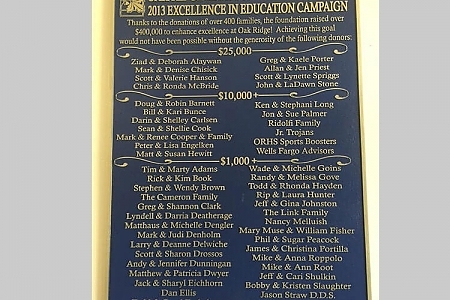 2013 EXCELLENCE IN EDUCATION CAMPAIGN
Thanks to the donations of over 400 families, the foundation raised over
$400,000 to enhance excellence at Oak Ridge! Achieving this goal
would not have been possible without the generosity of the following donors:
$25,000
Ziad & Deborah Alaywan
Mark & Denise Chisick
Scott & Valerie Hanson
Chris & Ronda McBride
Greg & Kaele Porter
Allan & Jen Priest
Scott & Lynette Spriggs
John & LaDawn Stone
$10,000+
Doug & Robin Barnett
Bill & Kari Bunce
Darin & Shelley Carlsen
Sean & Shellie Cook
Mark & Renee Cooper & Family
Peter & Lisa Engelken
Matt & Susan Hewitt
Ken & Stephani Long
Jon & Sue Palmer
Ridolfi Family
Jr. Trojans
ORHS Sports Boosters
Wells Fargo Advisors
$1,000+
Tim & Marty Adams
Rick & Kim Book
Stephen & Wendy Brown
The Cameron Family
Greg & Shannon Clark
Lyndell & Darria Deatherage
Matthaus & Michelle Dengler
Mark & Judi Denholm
Larry & Deanne Delwiche
Scott & Sharon Drossos
Andy & Jennifer Dunnigan
Matthew & Patricia Dwyer
Jack & Sharyl Eichhorn
Dan Ellis
Wade & Michelle Goins
Randy & Melissa Gove
Todd & Rhonda Hayden
Rip & Laura Hunter
Jeff & Gina Johnston
The Link Family
Nancy Melluish
Mary Muse & William Fisher
Phil & Sugar Peacock
James & Christina Portilla
Mike & Anna Roppolo
Mike & Ann Root
Jeff & Cari Shulkin
Bobby & Kristen Slaughter
Jason Straw D.D.S.